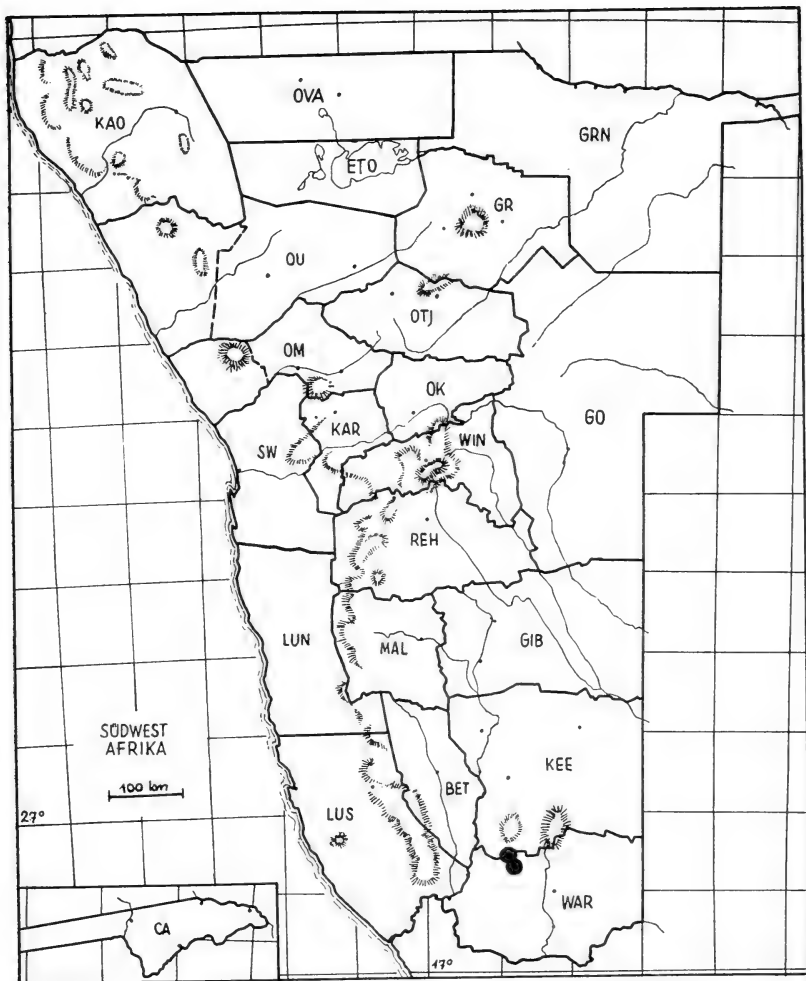 OVA
KAO
GRN
ETO
GR
OU
OTJ
OM
OK
GO
KAR
SW
WIN
REH
LUN
MAL
GIB
SÜDWEST
AFRIKA
100 km
KEE
BET
LUS
27°
WAR
CA
17°